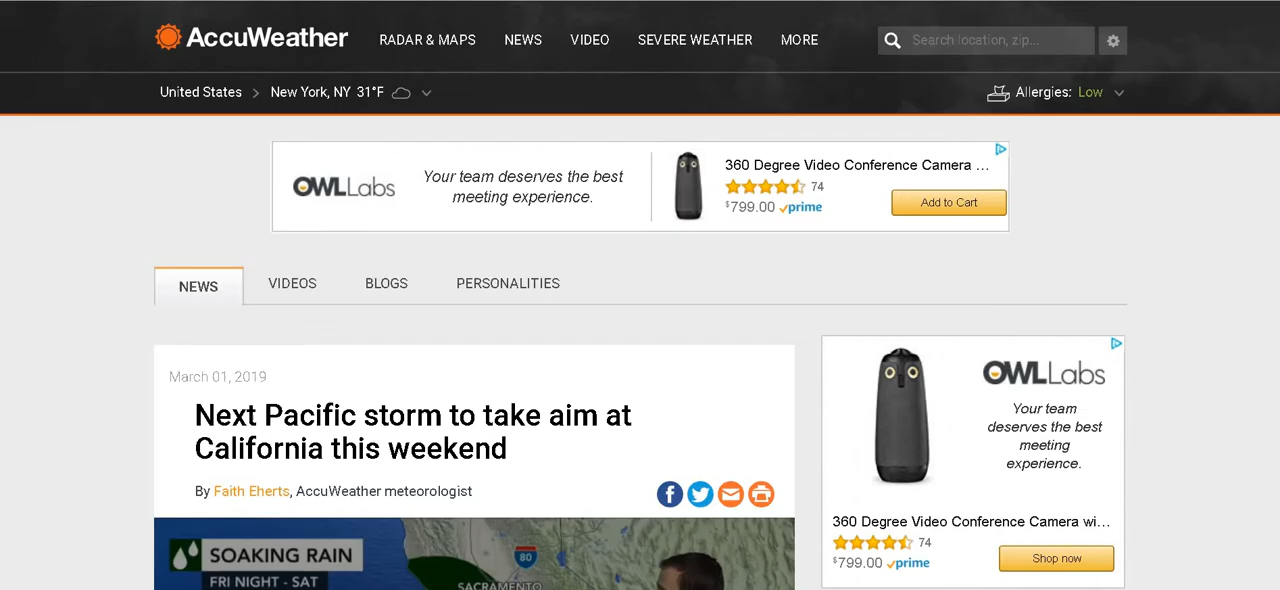 AccuWeather RADAR & MAPS NEWS VIDEO SEVERE WEATHER MORE Search location, zip...
United States > New York, NY 31°F Allergies: Low
OWLLabs
Your team deserves the best
meeting experience.
360 Degree Video Conference Camera ...
74
$799.00 prime
Add to Cart
NEWS VIDEOS BLOGS PERSONALITIES
March 01, 2019
Next Pacific storm to take aim at
California this weekend
By Faith Eherts, AccuWeather meteorologist
SOAKING RAIN
FRI NIGHT - SAT
80
SACRAMENTO
OWLLabs
Your team
deserves the best
meeting
experience.
360 Degree Video Conference Camera wi...
74
$799.00 prime
Shop now